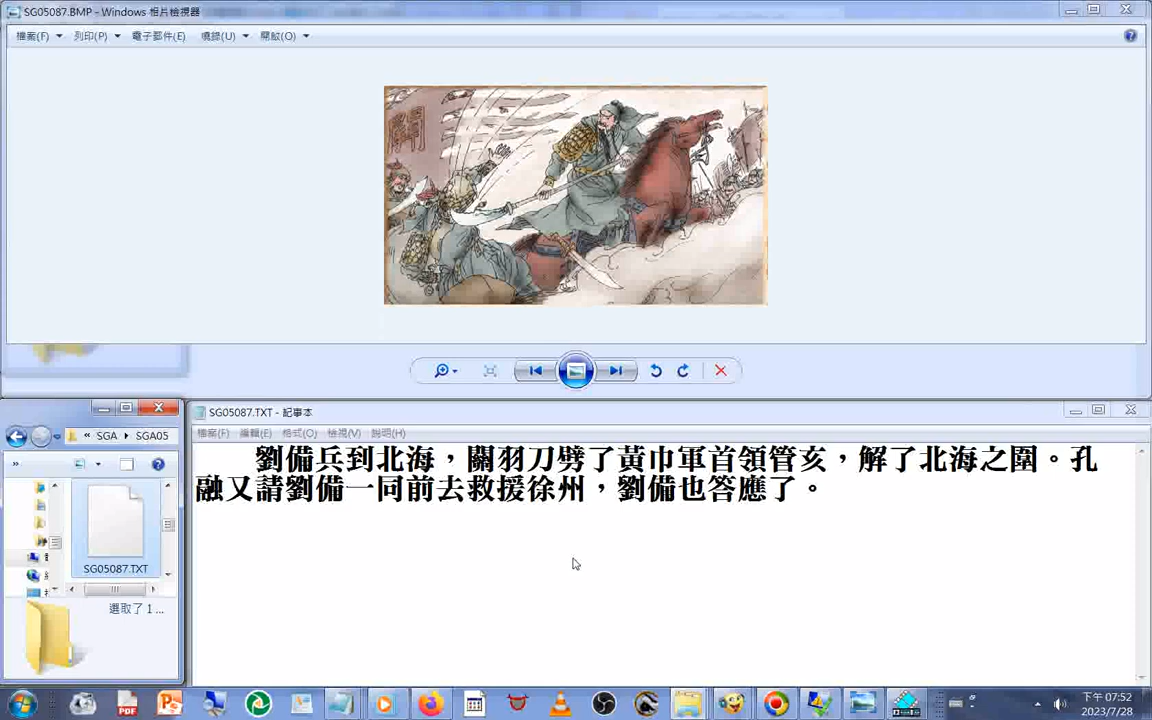 SG05087.BMP - Windows 相片檢視器
檔案(F) 列印(P) 電子郵件(E) 燒錄(U) 開啟(O)
關
SGA SGA05
SG05087.TXT
選取了 1 ...
SG05087.TXT - 記事本
檔案(F) 編輯(E) 格式(O) 檢視(V) 說明(H)
劉備兵到北海，關羽刀劈了黃巾軍首領管亥，解了北海之圍。孔
融又請劉備一同前去救援徐州，劉備也答應了。
PDF
下午 07:52
2023/7/28